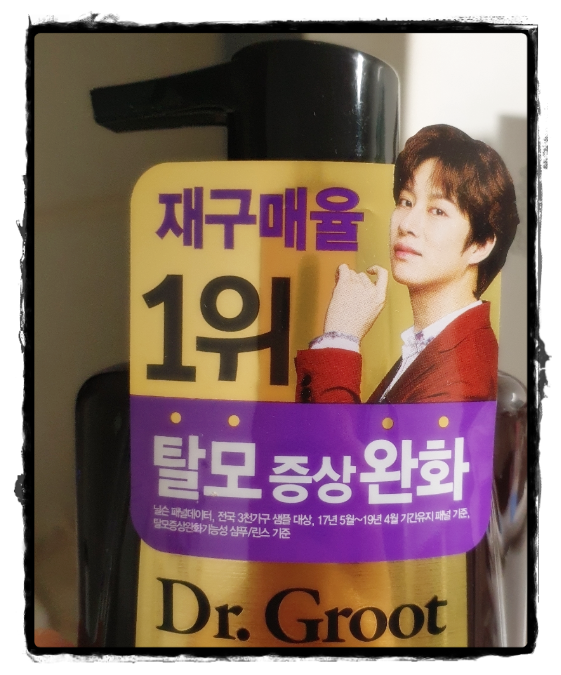 재구매율
1위
탈모 증상 완화
닐슨 패널데이터, 전국 3천가구 샘플 대상, 17년 5월~19년 4월 기간유지 패널 기준,
탈모증상완화기능성 샴푸/린스 기준
Dr. Groot